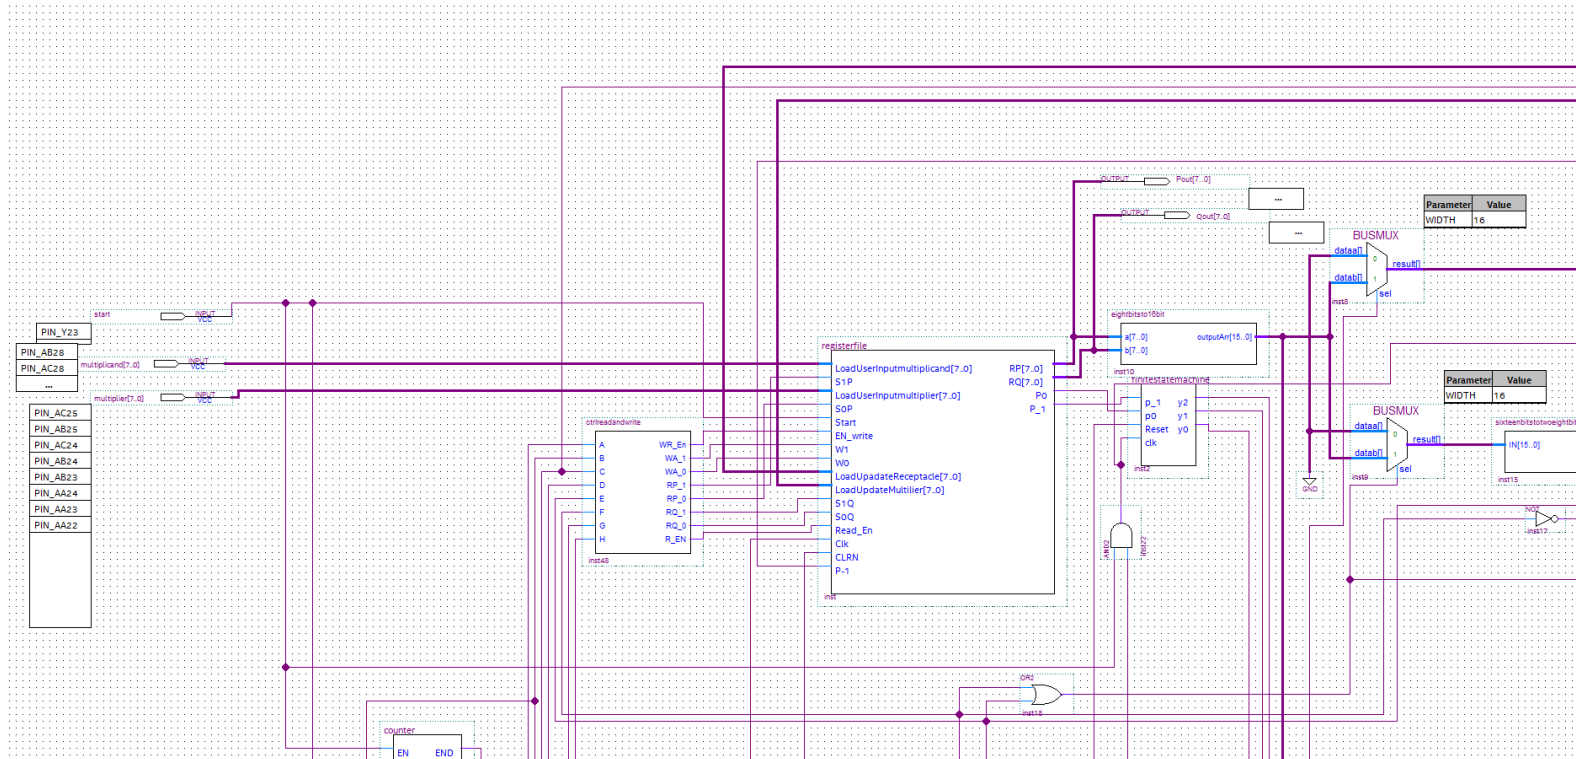 OUTPUT Pout[7..0]
...
OUTPUT Qout[7..0]
...
Parameter Value
WIDTH 16
BUSMUX
dataa[]
0
result[]
datab[]
1
sel
inst8
start INPUT
VCC
PIN_Y23
PIN_AB28
PIN_AC28
...
multiplicand[7..0] INPUT
VCC
multiplier[7..0] INPUT
VCC
PIN_AC25
PIN_AB25
PIN_AC24
PIN_AB24
PIN_AB23
PIN_AA24
PIN_AA23
PIN_AA22
eightbitsto16bit
a[7..0] outputArr[15..0]
b[7..0]
inst10
registerfile
LoadUserInputmultiplicand[7..0] RP[7..0]
S1P RQ[7..0]
LoadUserInputmultiplier[7..0] P0
S0P P_1
Start
EN_write
W1
W0
LoadUpadateReceptacle[7..0]
LoadUpdateMultilier[7..0]
S1Q
S0Q
Read_En
Clk
CLRN
P-1
inst
finitestatemachine
p_1 y2
p0 y1
Reset y0
clk
inst2
Parameter Value
WIDTH 16
BUSMUX
dataa[]
0
result[]
datab[]
1
sel
inst9
IN[15..0]
inst15
GND
NOT
inst17
AND2
inst22
ctrlreadandwrite
A WR_En
B WA_1
C WA_0
D RP_1
E RP_0
F RQ_1
G RQ_0
H R_EN
inst48
OR2
inst16
counter
EN END